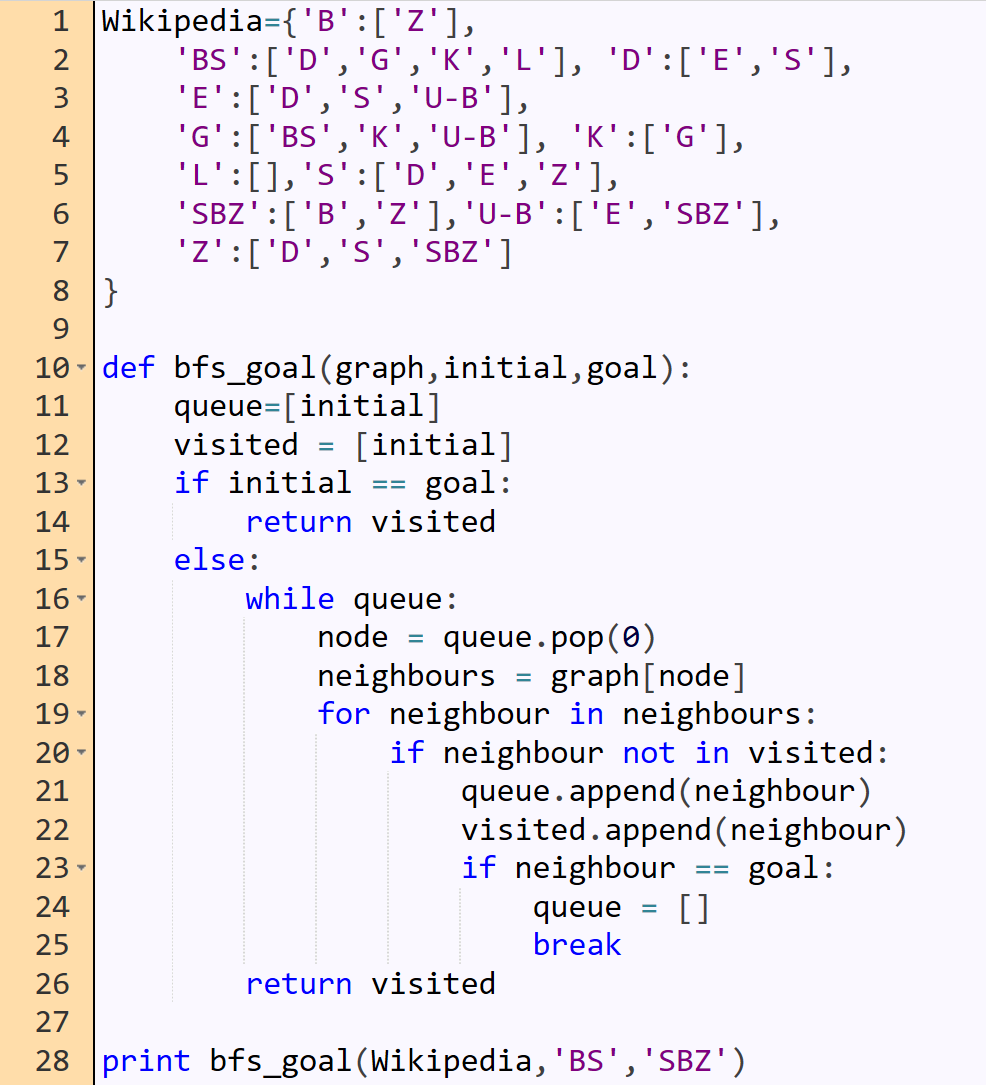 1 Wikipedia={'B':['Z'],
2 'BS':['D','G','K','L'], 'D':['E','S'],
3 'E':['D','S','U-B'],
4 'G':['BS','K','U-B'], 'K':['G'],
5 'L':[],'S':['D','E','Z'],
6 'SBZ':['B','Z'],'U-B':['E','SBZ'],
7 'Z':['D','S','SBZ']
8 }
9
10 def bfs_goal(graph,initial,goal):
11 queue=[initial]
12 visited = [initial]
13 if initial == goal:
14 return visited
15 else:
16 while queue:
17 node = queue.pop(0)
18 neighbours = graph[node]
19 for neighbour in neighbours:
20 if neighbour not in visited:
21 queue.append(neighbour)
22 visited.append(neighbour)
23 if neighbour == goal:
24 queue = []
25 break
26 return visited
27
28 print bfs_goal(Wikipedia,'BS','SBZ')